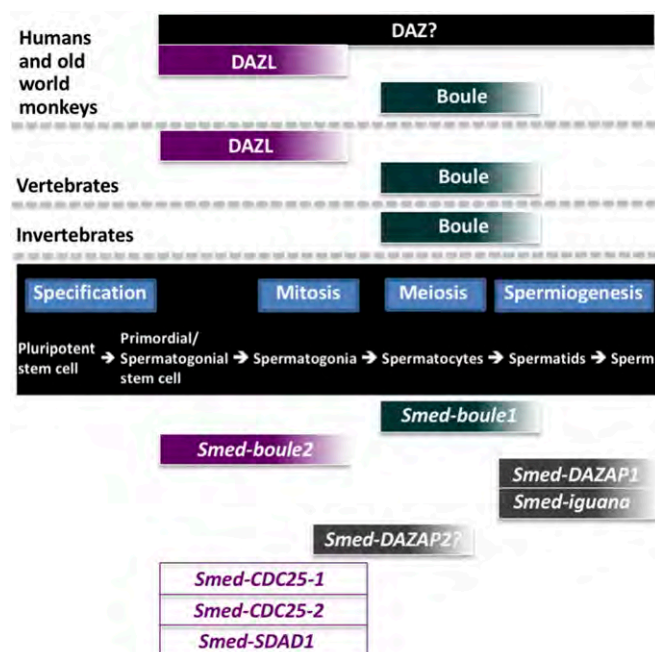 Humans
and old
world
monkeys
DAZ?
DAZL
Boule
DAZL
Vertebrates
Boule
Invertebrates
Boule
Specification
Mitosis
Meiosis
Spermiogenesis
Pluripotent
stem cell
➔
Primordial/
Spermatogonial
stem cell
➔ Spermatogonia ➔ Spermatocytes ➔ Spermatids ➔ Sperm
Smed-boule1
Smed-boule2
Smed-DAZAP1
Smed-iguana
Smed-DAZAP2?
Smed-CDC25-1
Smed-CDC25-2
Smed-SDAD1